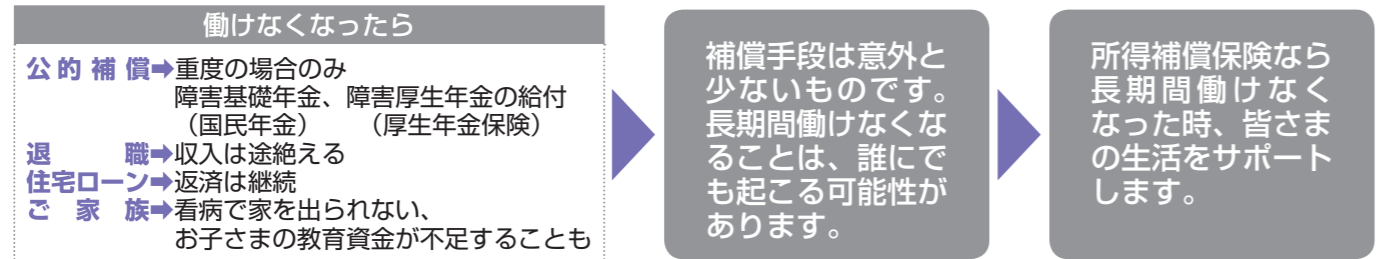 働けなくなったら
公的補償➡重度の場合のみ
障害基礎年金、障害厚生年金の給付
（国民年金）　　（厚生年金保険）
退　　　職➡収入は途絶える
住宅ローン➡返済は継続
ご　家　族➡看病で家を出られない、
お子さまの教育資金が不足することも
補償手段は意外と
少ないものです。
長期間働けなくな
ることは、誰にで
も起こる可能性が
あります。
所得補償保険なら
長期間働けなく
なった時、皆さま
の生活をサポート
します。